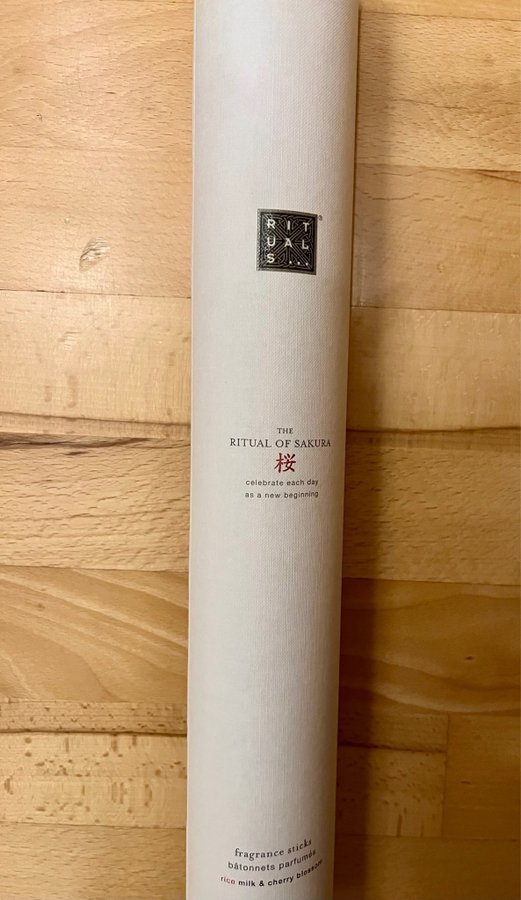 RIT
UAL
S...
®
THE
RITUAL OF SAKURA
桜
celebrate each day
as a new beginning
fragrance sticks
bâtonnets parfumés
rice milk & cherry blossom